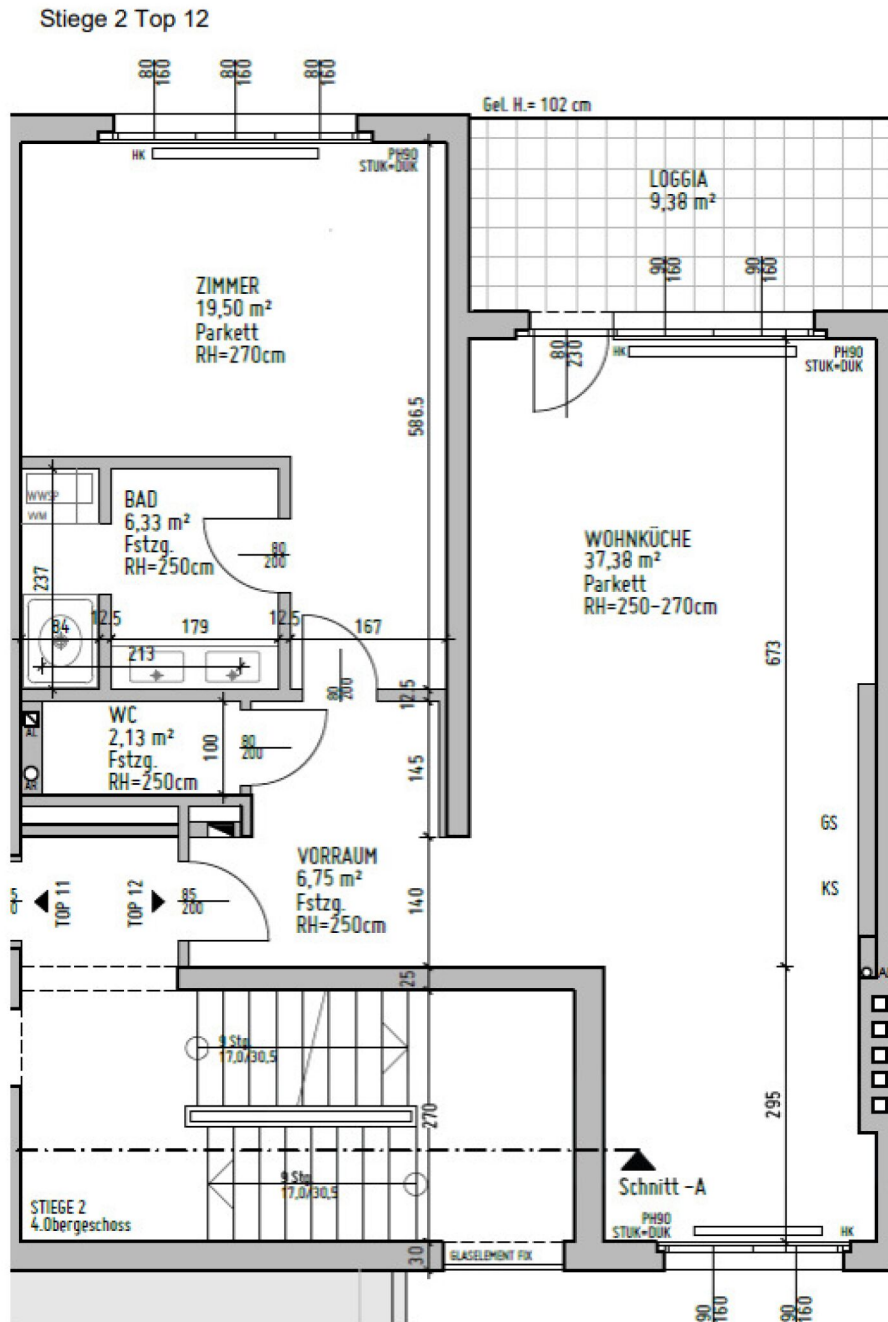 Stiege 2 Top 12
80
160
80
160
80
160
Gel. H.= 102 cm
HK
PH90
STUK=DUK
LOGGIA
9,38 m²
90
160
90
160
ZIMMER
19,50 m²
Parkett
RH=270cm
80
230
HK
PH90
STUK=DUK
586.5
WWSP
WM
BAD
6,33 m²
Fstzg.
RH=250cm
80
200
WOHNKÜCHE
37,38 m²
Parkett
RH=250-270cm
237
84
12.5
179
12.5
167
213
673
80
200
12.5
WC
2,13 m²
Fstzg.
RH=250cm
AL
100
80
200
145
GS
KS
VORRAUM
6,75 m²
Fstzg.
RH=250cm
TOP 11
TOP 12
85
200
140
25
9 Stg.
17,0/30,5
270
295
9 Stg.
17,0/30,5
Schnitt -A
STIEGE 2
4.Obergeschoss
PH90
STUK=DUK
HK
30
GLASELEMENT FIX
90
160
90
160